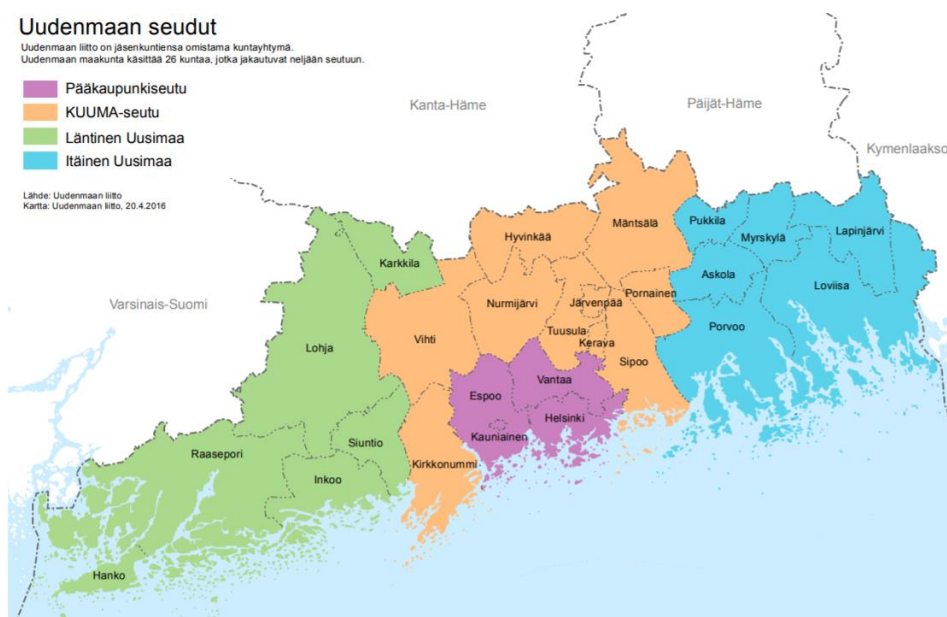 Uudenmaan seudut
Uudenmaan liitto on jäsenkuntiensa omistama kuntayhtymä.
Uudenmaan maakunta käsittää 26 kuntaa, jotka jakautuvat neljään seutuun.
Pääkaupunkiseutu
KUUMA-seutu
Läntinen Uusimaa
Itäinen Uusimaa
Lähde: Uudenmaan liitto
Kartta: Uudenmaan liitto, 20.4.2016
Kanta-Häme
Päijät-Häme
Kymenlaakso
Varsinais-Suomi
Mäntsälä
Pukkila
Myrskylä
Lapinjärvi
Hyvinkää
Karkkila
Askola
Loviisa
Nurmijärvi
Järvenpää
Pornainen
Vihti
Tuusula
Kerava
Porvoo
Lohja
Sipoo
Vantaa
Espoo
Helsinki
Kauniainen
Siuntio
Raasepori
Kirkkonummi
Inkoo
Hanko